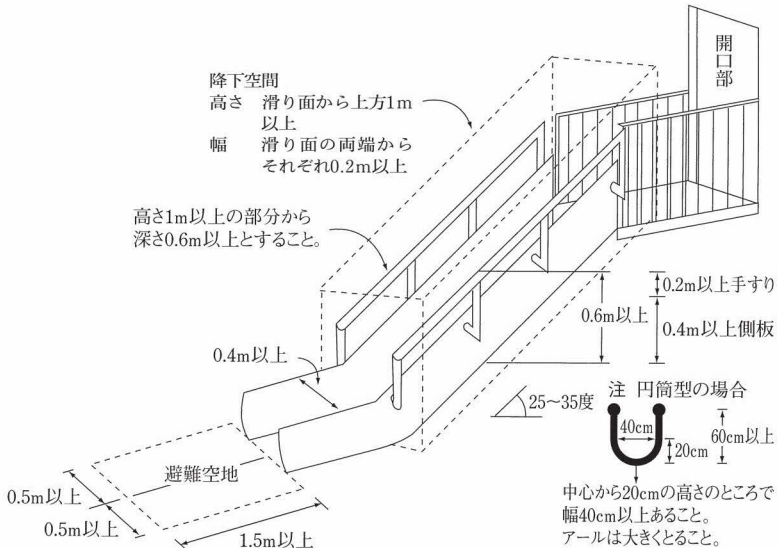 開口部
降下空間
高さ 滑り面から上方1m
以上
幅 滑り面の両端から
それぞれ0.2m以上
高さ1m以上の部分から
深さ0.6m以上とすること。
0.2m以上手すり
0.6m以上
0.4m以上側板
0.4m以上
25〜35度
注 円筒型の場合
40cm
60cm以上
20cm
避難空地
0.5m以上
0.5m以上
1.5m以上
中心から20cmの高さのところで
幅40cm以上あること。
アールは大きくとること。